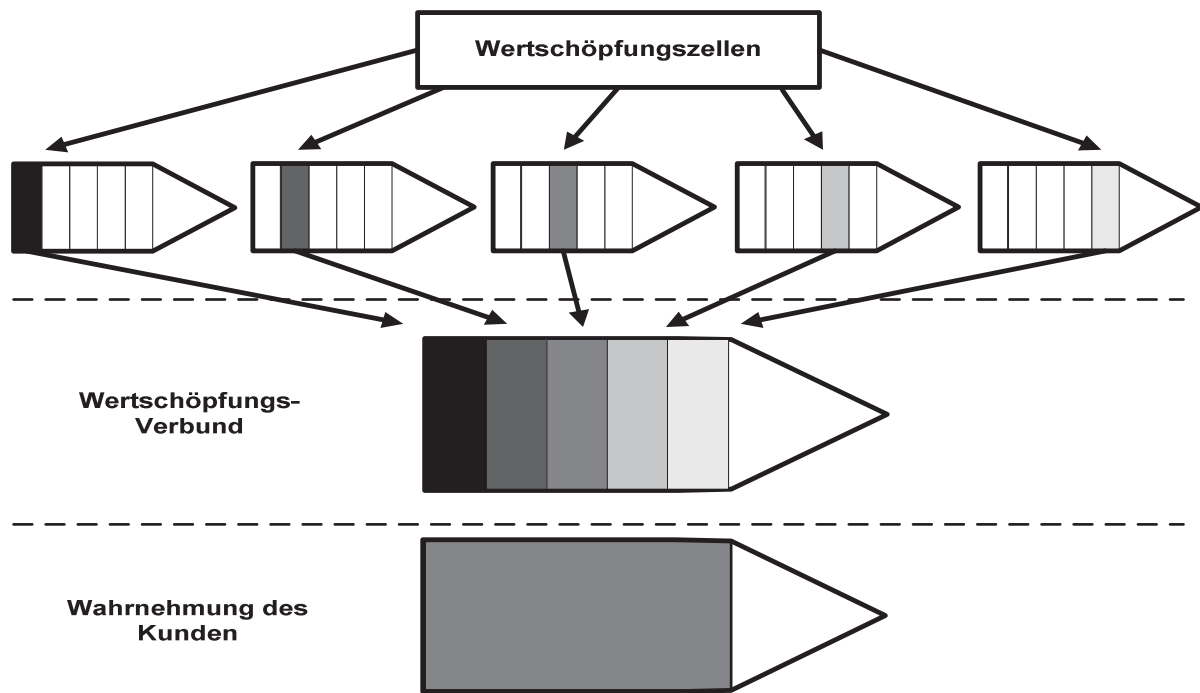 Wertschöpfungszellen
Wertschöpfungs-
Verbund
Wahrnehmung des
Kunden